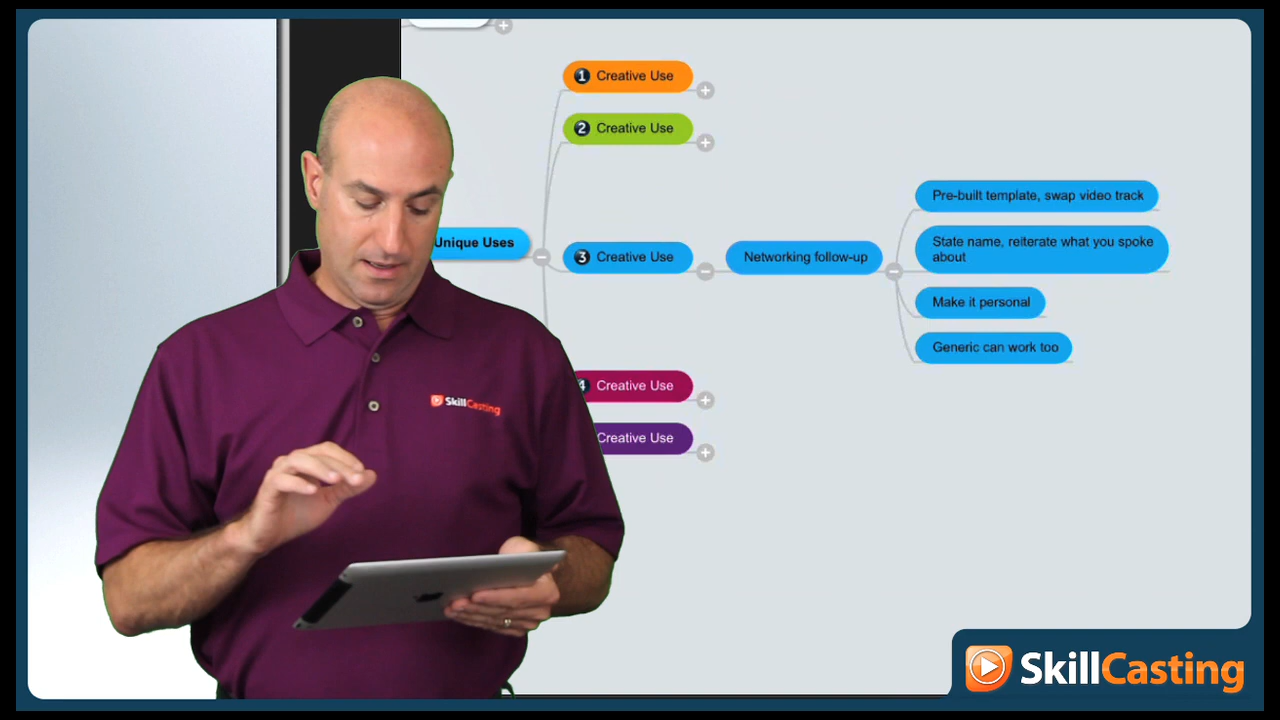 1 Creative Use
2 Creative Use
Unique Uses
3 Creative Use
Networking follow-up
Pre-built template, swap video track
State name, reiterate what you spoke
about
Make it personal
Generic can work too
4 Creative Use
Creative Use
SkillCasting
SkillCasting